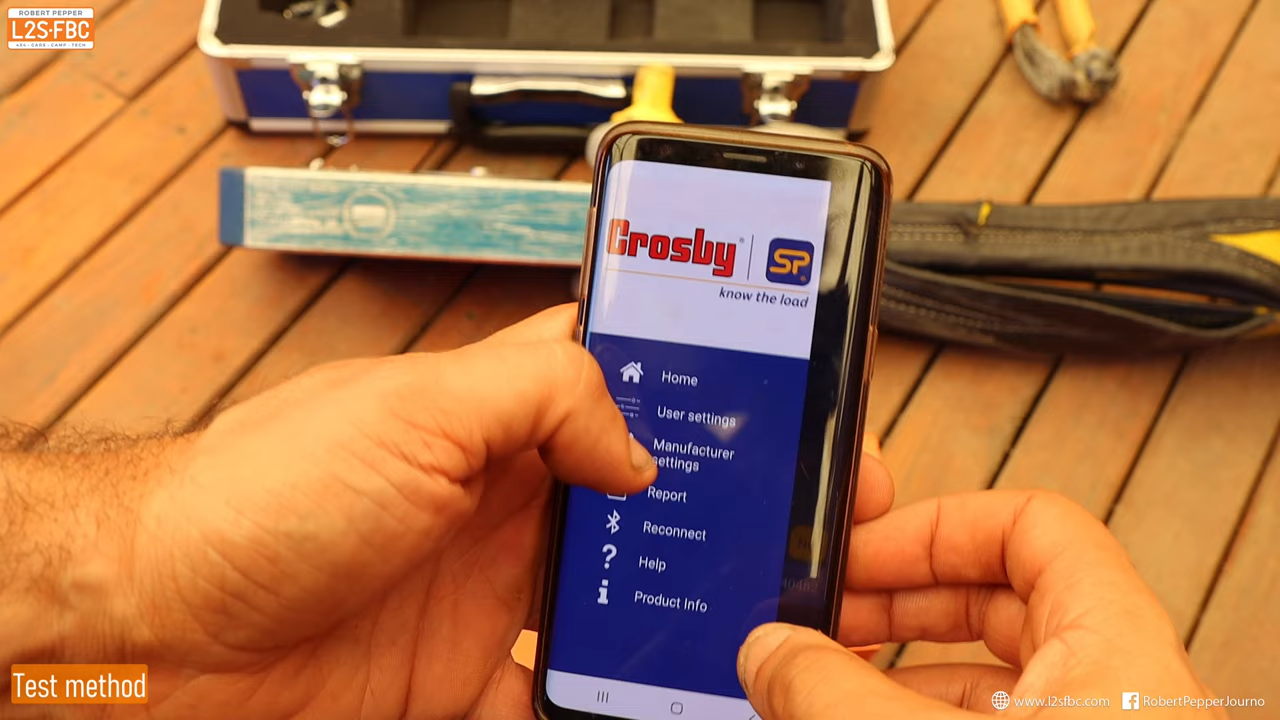 ROBERT PEPPER
L2S-FBC
4X4 - CARS - CAMP - TECH
Crosby®
SP®
know the load
Home
User settings
Manufacturer
settings
Report
Reconnect
Help
Product Info
Test method
www.l2sfbc.com
RobertPepperJourno